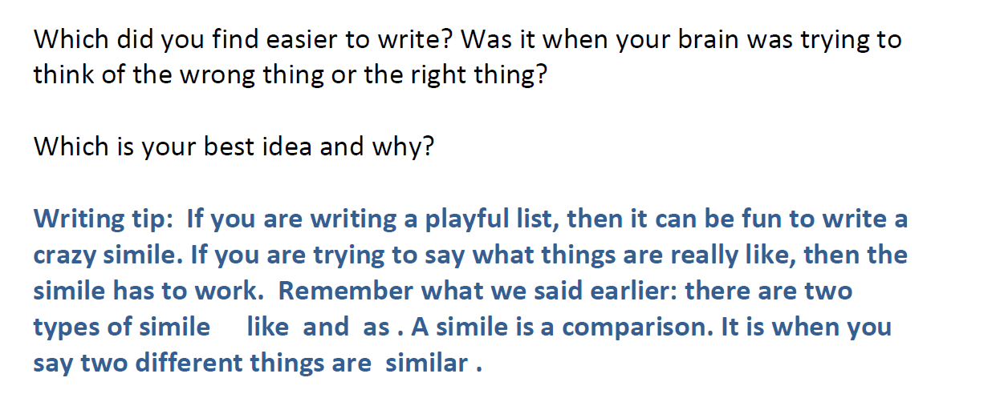 Which did you find easier to write? Was it when your brain was trying to
think of the wrong thing or the right thing?
Which is your best idea and why?
Writing tip:  If you are writing a playful list, then it can be fun to write a
crazy simile. If you are trying to say what things are really like, then the
simile has to work.  Remember what we said earlier: there are two
types of simile    like  and  as . A simile is a comparison. It is when you
say two different things are  similar .